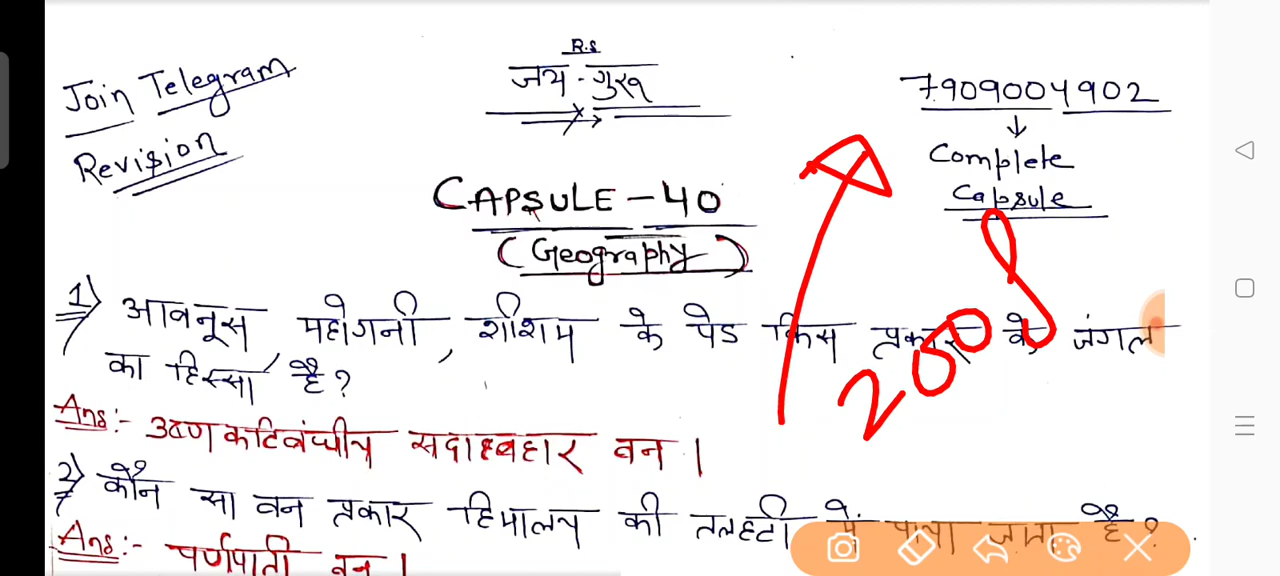 Join Telegram
Revision
R.S
जय - गुरु
7909004902
Complete
Capsule
CAPSULE - 40
(Geography)
2008
1) आबनूस, महोगनी, शीशम के पेड किस प्रकार के जंगल
का हिस्सा है?
Ans:- उष्ण कटिबंधीय सदाबहार वन।
2) कौन सा वन प्रकार हिमालय की तलहटी में पाया जाता है?
Ans:- पर्णपाती वन।